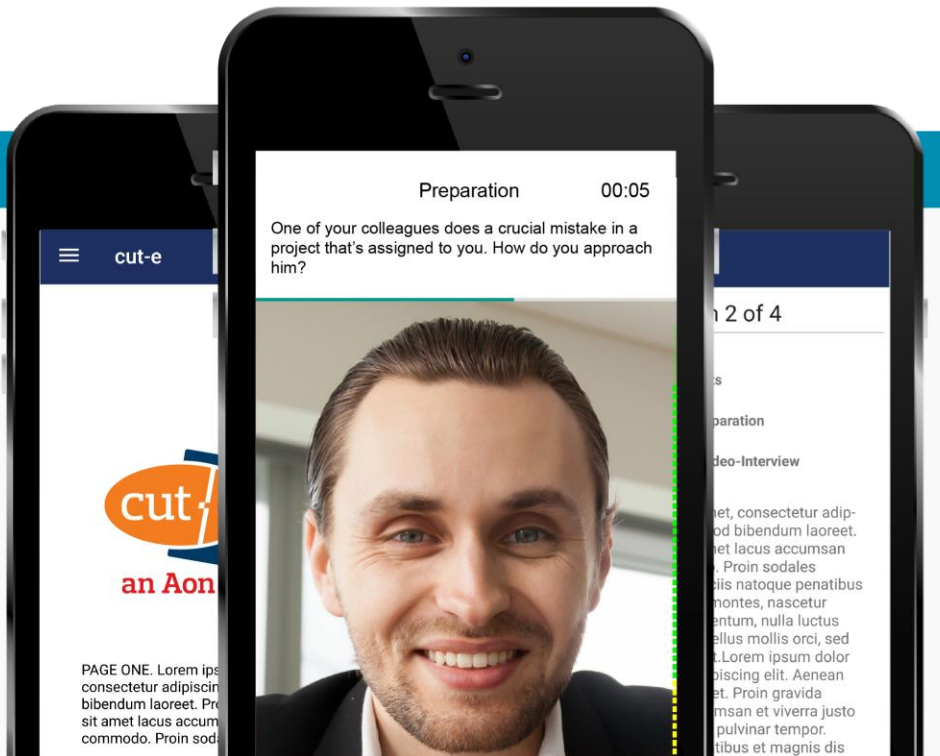 cut-e
cut-
an Aon
PAGE ONE. Lorem ips
consectetur adipiscin
bibendum laoreet. Pro
sit amet lacus accum
commodo. Proin soda
Preparation 00:05
One of your colleagues does a crucial mistake in a
project that's assigned to you. How do you approach
him?
2 of 4
paration
deo-Interview
met, consectetur adip-
od bibendum laoreet.
met lacus accumsan
. Proin sodales
ciis natoque penatibus
montes, nascetur
entum, nulla luctus
ellus mollis orci, sed
t.Lorem ipsum dolor
piscing elit. Aenean
et. Proin gravida
msan et viverra justo
pulvinar tempor.
tibus et magnis dis